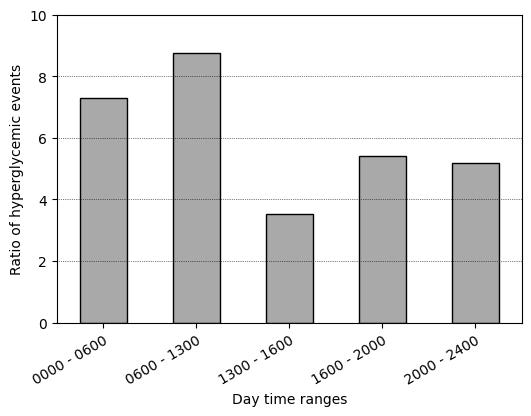 Ratio of hyperglycemic events
10
8
6
4
2
0
0000 - 0600
0600 - 1300
1300 - 1600
1600 - 2000
2000 - 2400
Day time ranges